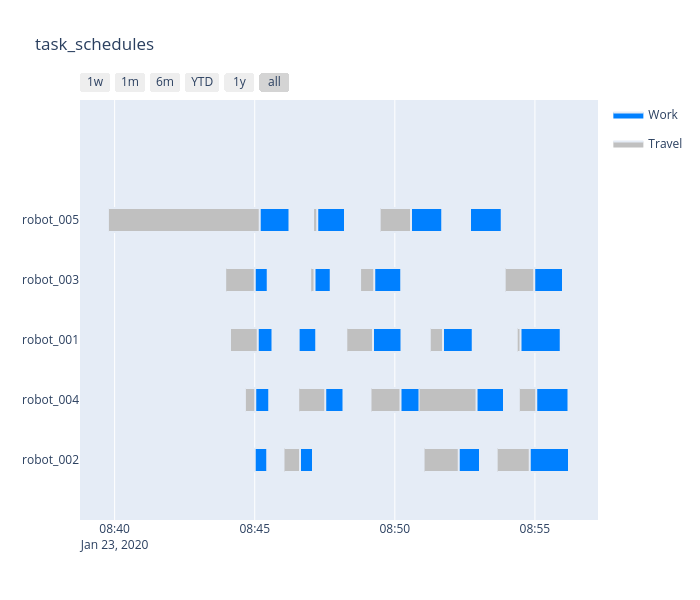 task_schedules
1w 1m 6m YTD 1y all
Work
Travel
robot_005
robot_003
robot_001
robot_004
robot_002
08:40 08:45 08:50 08:55
Jan 23, 2020